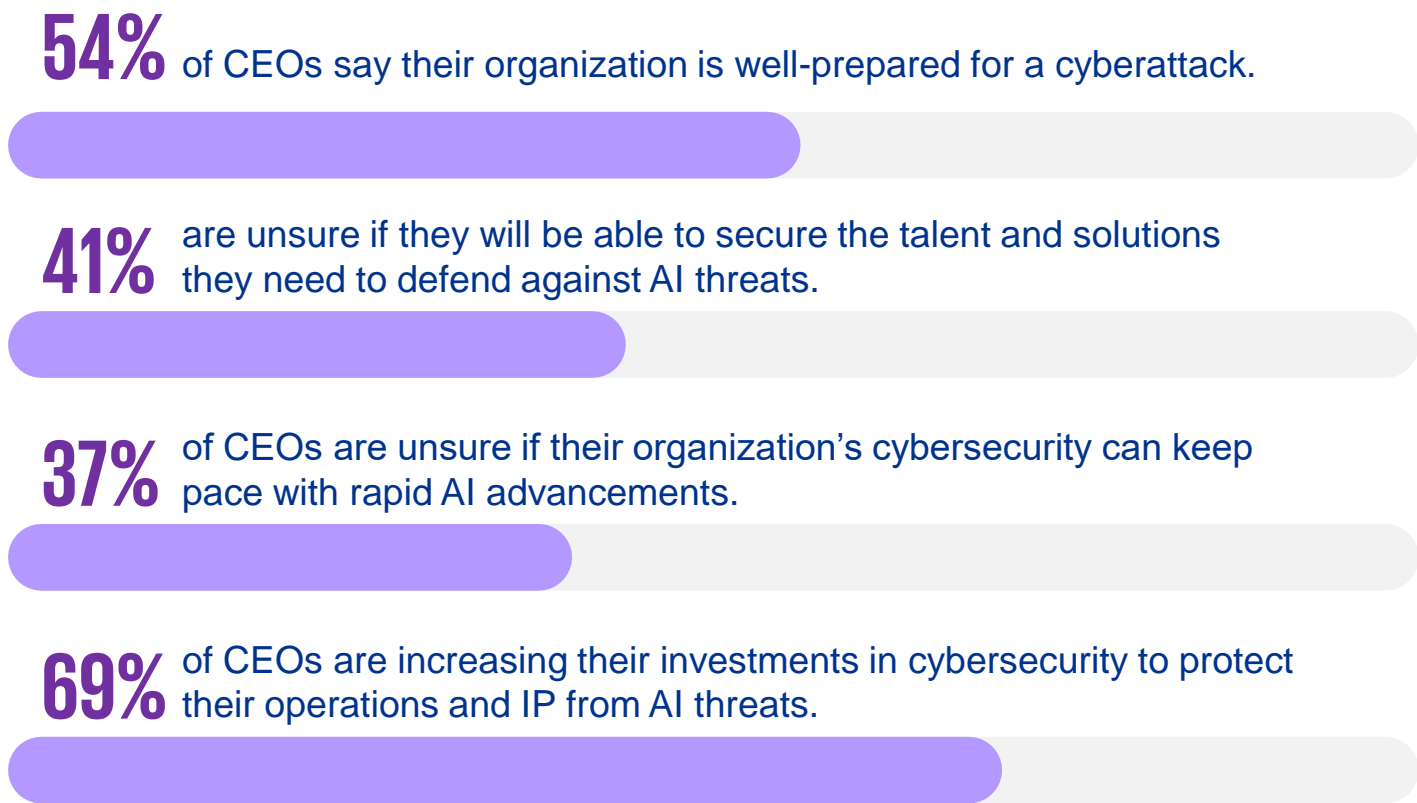 54% of CEOs say their organization is well-prepared for a cyberattack.
41% are unsure if they will be able to secure the talent and solutions
they need to defend against AI threats.
37% of CEOs are unsure if their organization’s cybersecurity can keep
pace with rapid AI advancements.
69% of CEOs are increasing their investments in cybersecurity to protect
their operations and IP from AI threats.